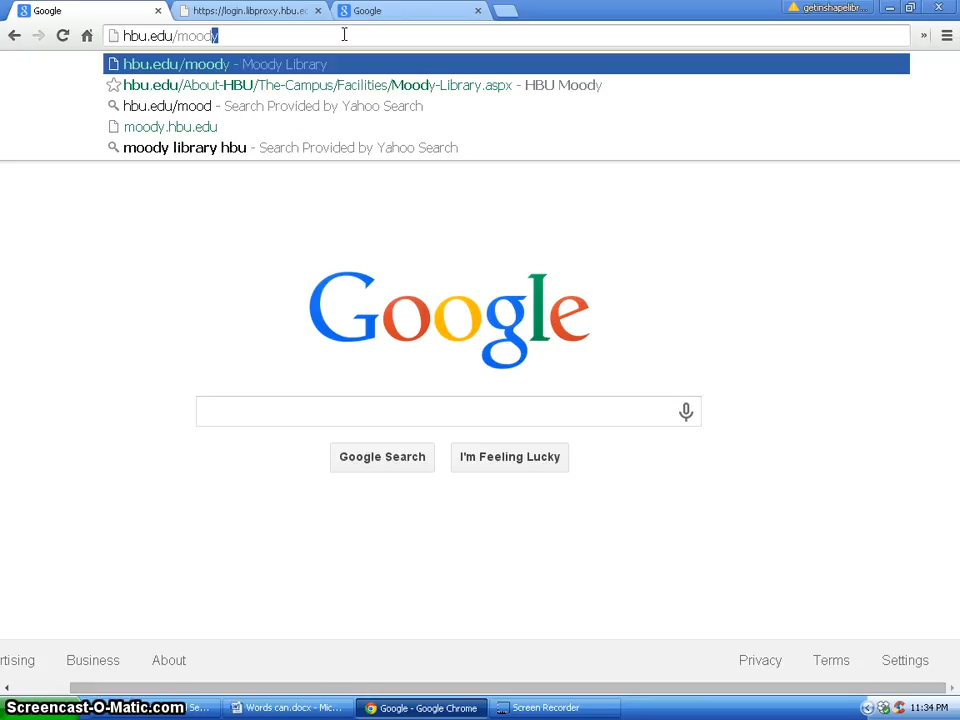 Google
https://login.libproxy.hbu.e
Google
getinshapelibr
hbu.edu/moody
hbu.edu/moody - Moody Library
hbu.edu/About-HBU/The-Campus/Facilities/Moody-Library.aspx - HBU Moody
hbu.edu/mood - Search Provided by Yahoo Search
moody.hbu.edu
moody library hbu - Search Provided by Yahoo Search
Google
Google Search
I'm Feeling Lucky
rtising
Business
About
Privacy
Terms
Settings
Screencast-O-Matic.com
Se...
Words can.docx - Mic...
Google - Google Chrome
Screen Recorder
11:34 PM